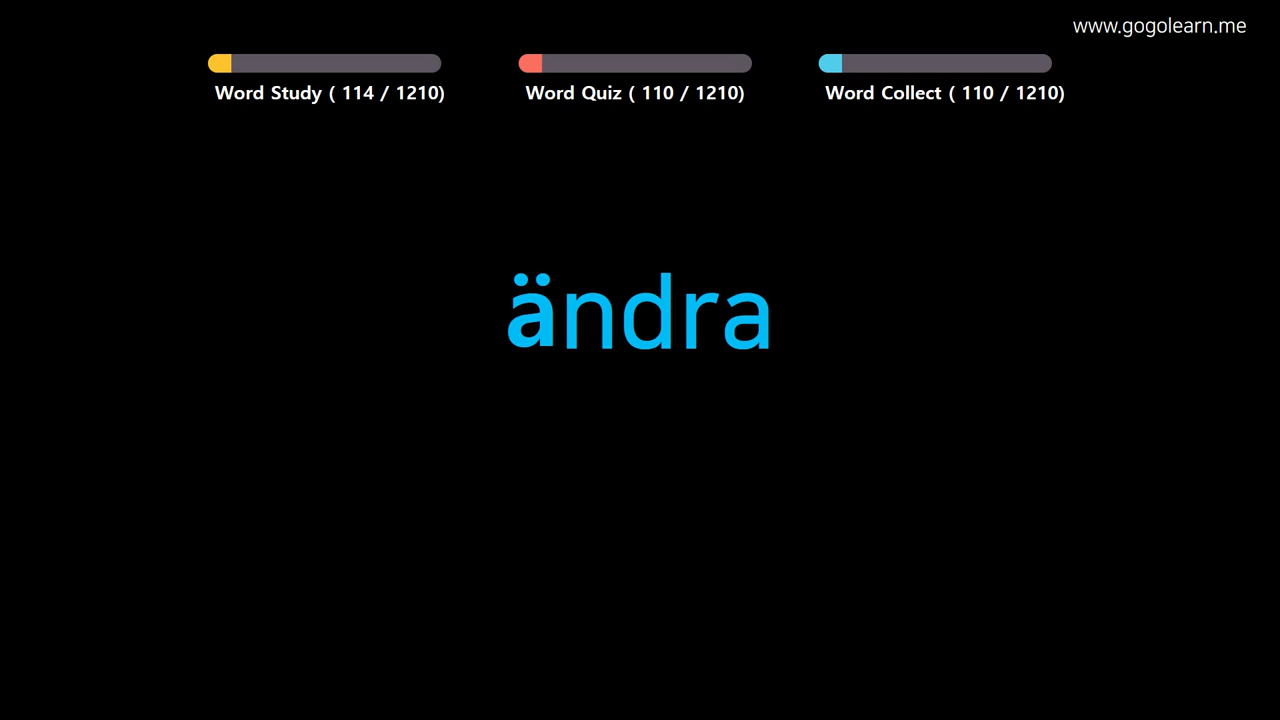 www.gogolearn.me
Word Study ( 114 / 1210)
Word Quiz ( 110 / 1210)
Word Collect ( 110 / 1210)
ändra